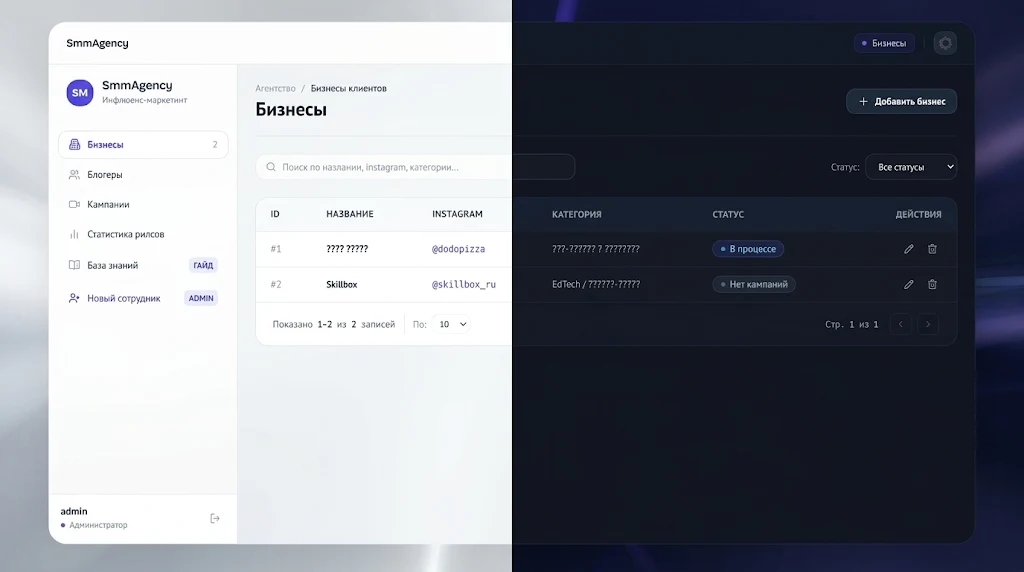 SmmAgency
Бизнесы
SM
SmmAgency
Инфлюенс-маркетинг
Бизнесы 2
Блогеры
Кампании
Статистика рилсов
База знаний ГАЙД
Новый сотрудник ADMIN
admin
Администратор
Агентство / Бизнесы клиентов
Бизнесы
+ Добавить бизнес
Поиск по назлании, instagram, категории...
Статус: Все статусы
ID НАЗВАНИЕ INSTAGRAM КАТЕГОРИЯ СТАТУС ДЕЙСТВИЯ
#1 ???? ????? @dodopizza ???-?????? ? ???????? В процессе
#2 Skillbox @skillbox_ru EdTech / ??????-????? Нет кампаний
Показано 1-2 из 2 записей По: 10 Стр. 1 из 1